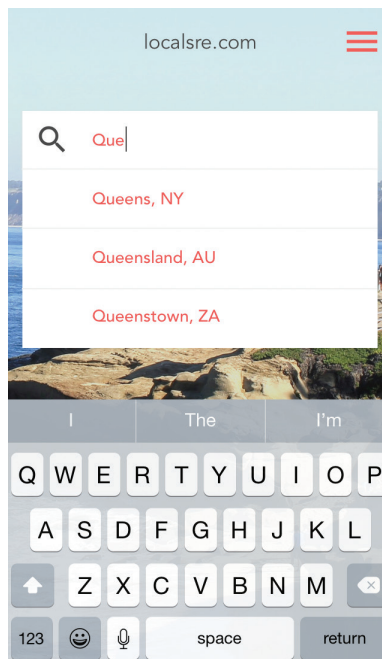 localsre.com
Que
Queens, NY
Queensland, AU
Queenstown, ZA
I The I'm
Q W E R T Y U I O P
A S D F G H J K L
Z X C V B N M
123 space return